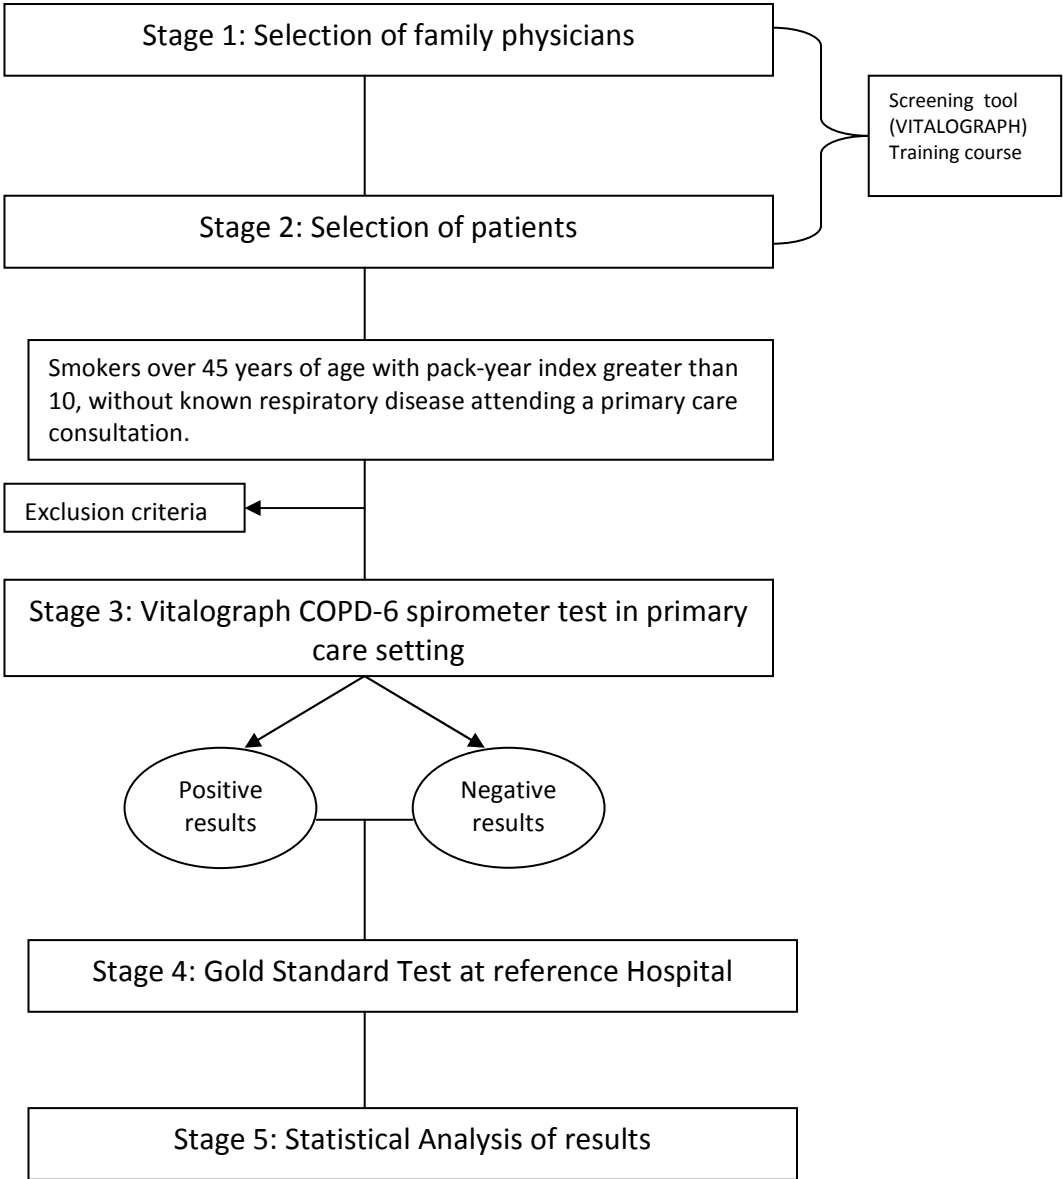 Stage 1: Selection of family physicians
Screening tool
(VITALOGRAPH)
Training course
Stage 2: Selection of patients
Smokers over 45 years of age with pack-year index greater than
10, without known respiratory disease attending a primary care
consultation.
Exclusion criteria
Stage 3: Vitalograph COPD-6 spirometer test in primary
care setting
Positive
results
Negative
results
Stage 4: Gold Standard Test at reference Hospital
Stage 5: Statistical Analysis of results